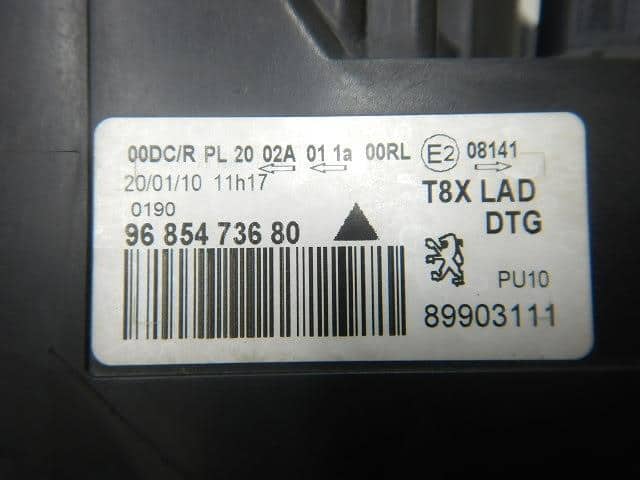 00DC/R PL 20 02A 01 1a 00RL E2 08141
20/01/10 11h17
0190
96 854 736 80
T8X LAD
DTG
PU10
89903111